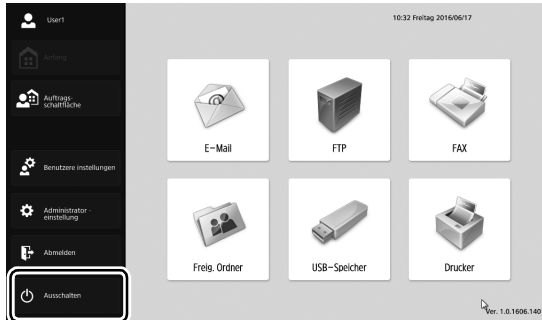 User1
10:32 Freitag 2016/06/17
Anfang
Auftrags-
schaltfläche
Benutzere instellungen
Administrator -
einstellung
Abmelden
Ausschalten
E-Mail
FTP
FAX
Freig. Ordner
USB-Speicher
Drucker
Ver. 1.0.1606.140